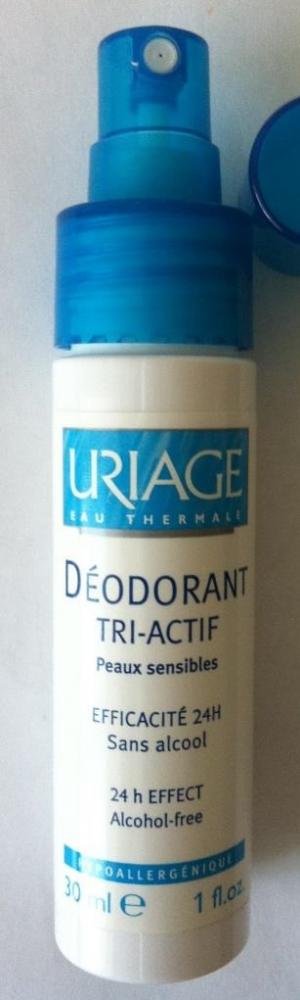 URIAGE
EAU THERMALE
DÉODORANT
TRI-ACTIF
Peaux sensibles
EFFICACITÉ 24H
Sans alcool
24 h EFFECT
Alcohol-free
HYPOALLERGÉNIQUE
30 ml ℮ 1 fl.oz.